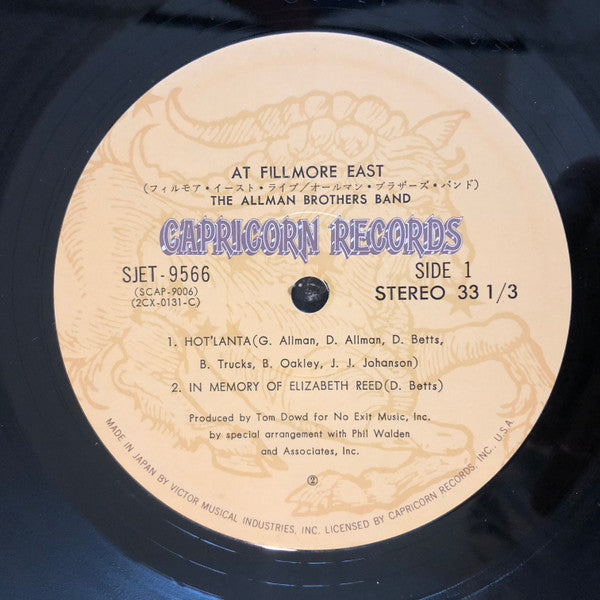 AT FILLMORE EAST
(フィルモア・イースト・ライブ/オールマン・ブラザーズ・バンド)
THE ALLMAN BROTHERS BAND
CAPRICORN RECORDS
SJET-9566
(SCAP-9006)
(2CX-0131-C)
SIDE 1
STEREO 33 1/3
1. HOT'LANTA(G. Allman, D. Allman, D. Betts,
B. Trucks, B. Oakley, J. J. Johanson)
2. IN MEMORY OF ELIZABETH REED(D. Betts)
Produced by Tom Dowd for No Exit Music, Inc.
by special arrangement with Phil Walden
and Associates, Inc.
②
MADE IN JAPAN BY VICTOR MUSICAL INDUSTRIES, INC. LICENSED BY CAPRICORN RECORDS, INC. U.S.A.